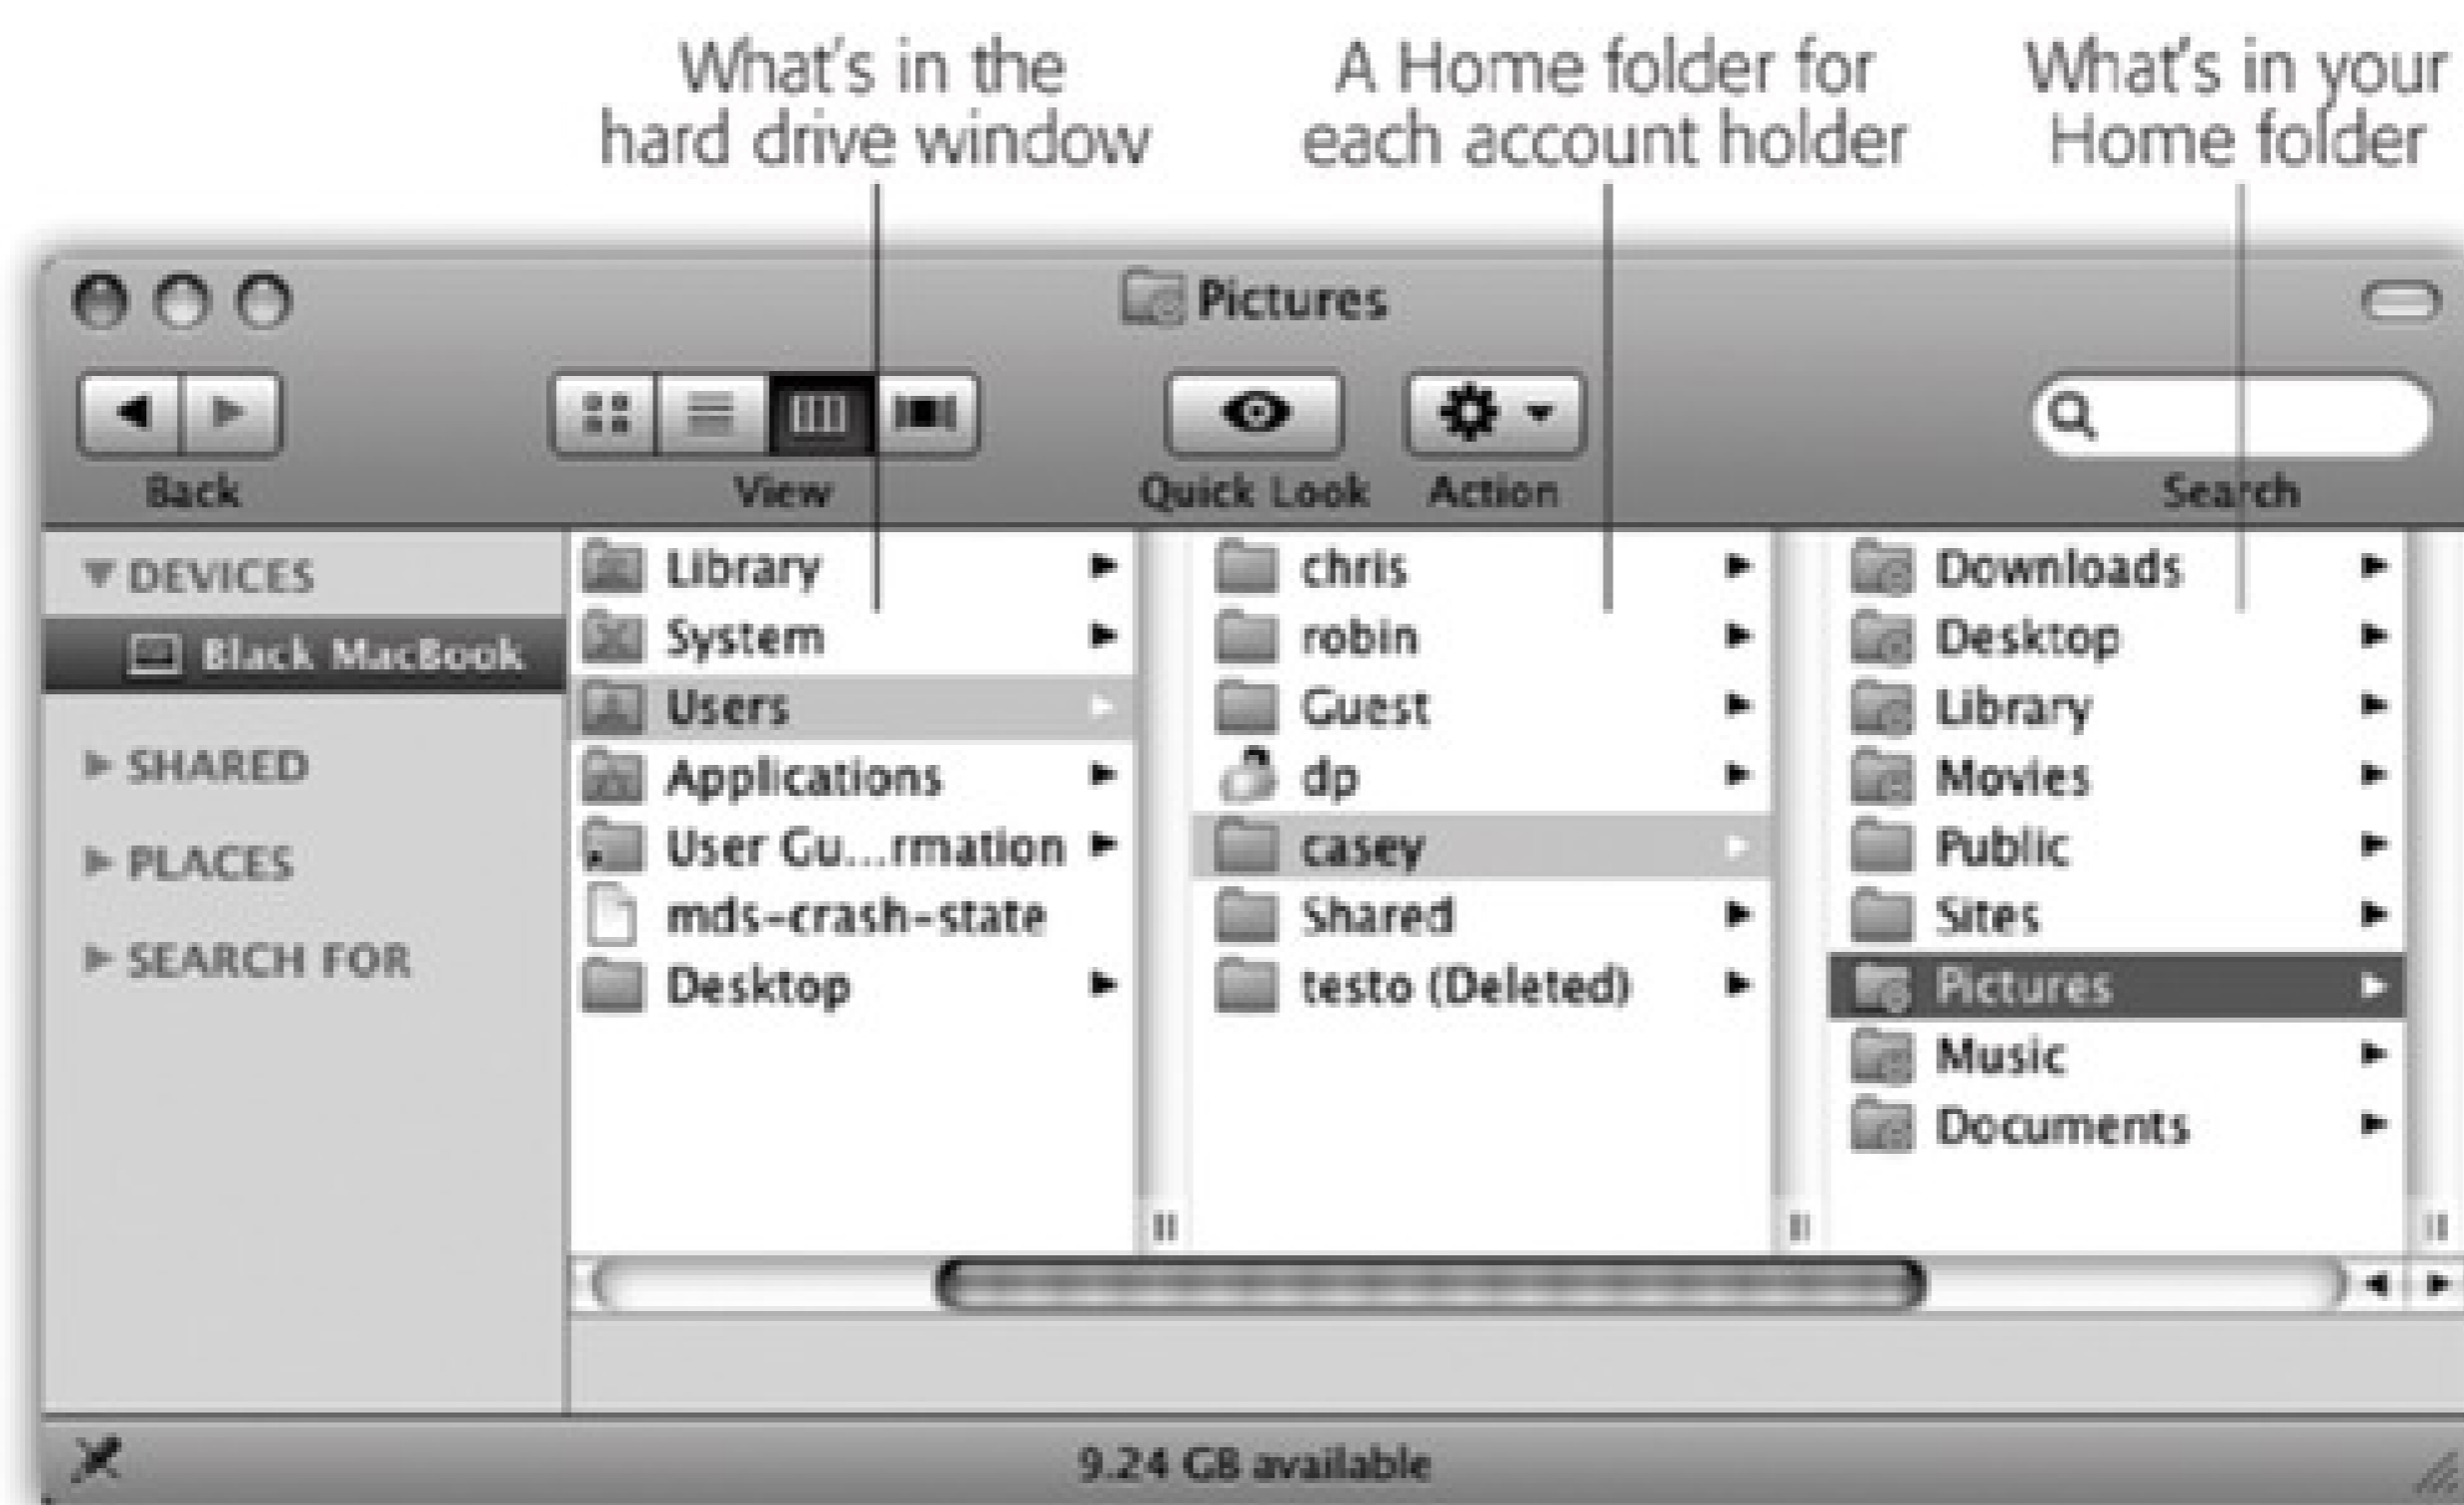 What's in the
hard drive window
A Home folder for
each account holder
What's in your
Home folder
Pictures
Back
View
Quick Look
Action
Search
DEVICES
Black MacBook
SHARED
PLACES
SEARCH FOR
Library
System
Users
Applications
User Gu...rmation
mds-crash-state
Desktop
chris
robin
Guest
dp
casey
Shared
testo (Deleted)
Downloads
Desktop
Library
Movies
Public
Sites
Pictures
Music
Documents
9.24 GB available